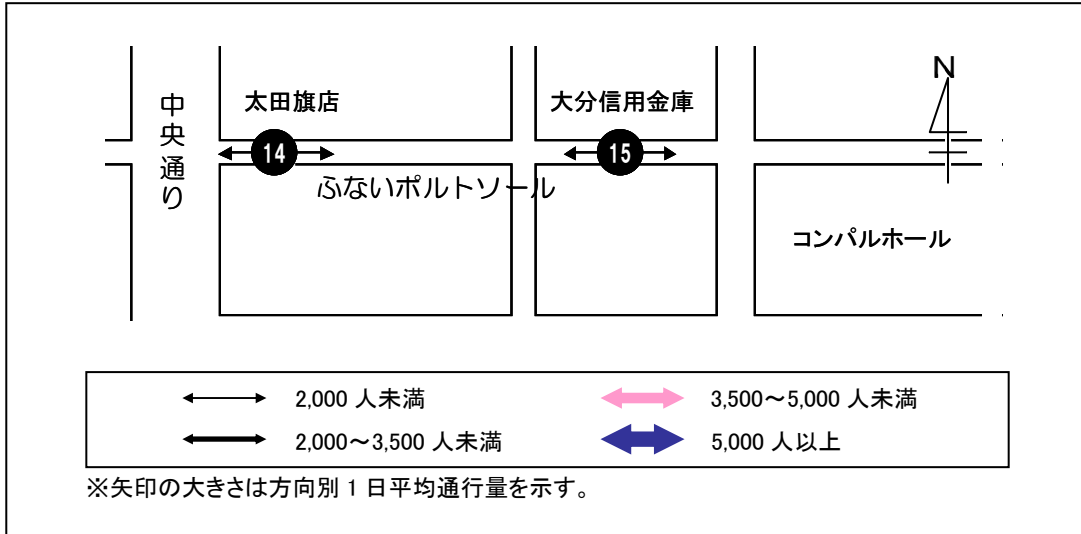 N
中央通り
太田旗店
大分信用金庫
14
15
ふないポルトソール
コンパルホール
2,000 人未満
3,500～5,000 人未満
2,000～3,500 人未満
5,000 人以上
※矢印の大きさは方向別 1 日平均通行量を示す。